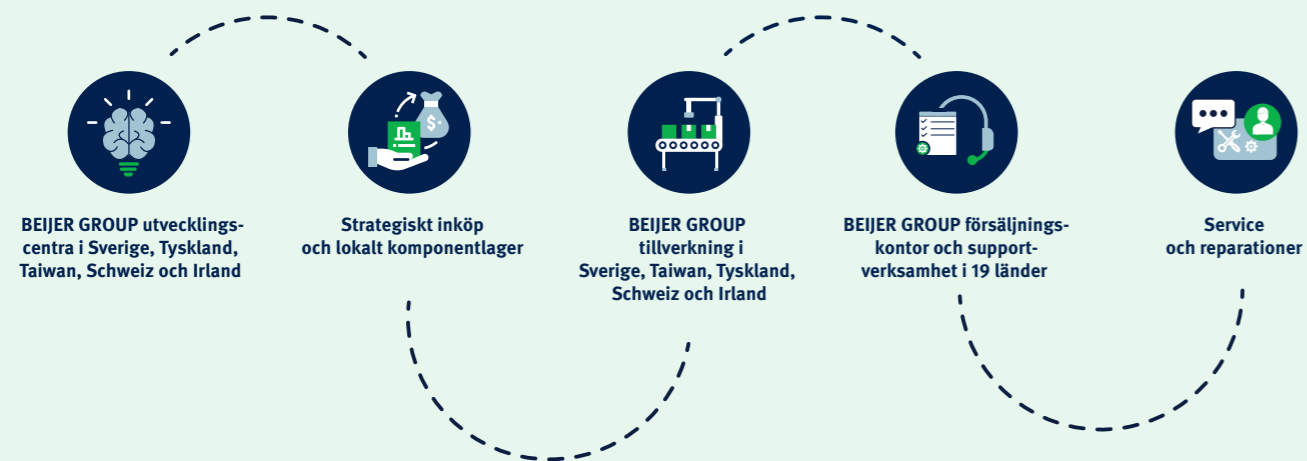 BEIJER GROUP utvecklings-
centra i Sverige, Tyskland,
Taiwan, Schweiz och Irland
Strategiskt inköp
och lokalt komponentlager
BEIJER GROUP
tillverkning i
Sverige, Taiwan, Tyskland,
Schweiz och Irland
BEIJER GROUP försäljnings-
kontor och support-
verksamhet i 19 länder
Service
och reparationer